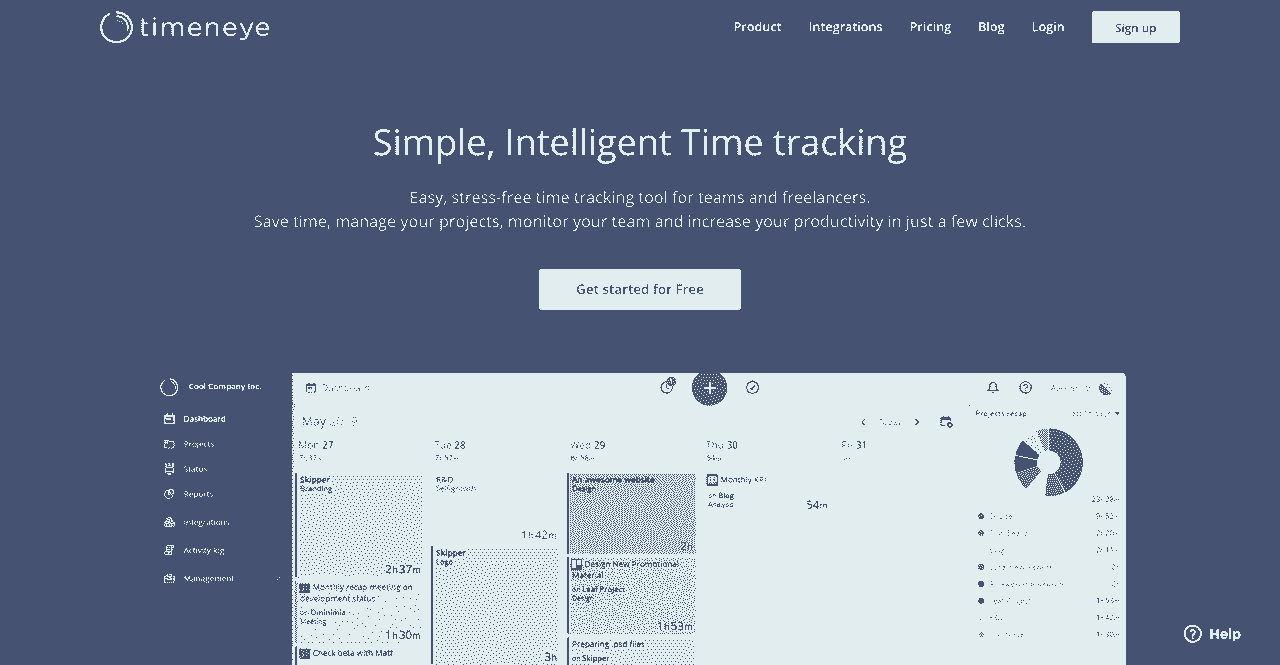 timeneye
Product Integrations Pricing Blog Login Sign up
Simple, Intelligent Time tracking
Easy, stress-free time tracking tool for teams and freelancers.
Save time, manage your projects, monitor your team and increase your productivity in just a few clicks.
Get started for Free
Cool Company Inc.
Dashboard
Projects
Status
Reports
Integrations
Activity log
Management
Dashboard
May
Mon 27
Tue 28
Wed 29
Thu 30
Fri 31
Projects recap
Skipper
Branding
2h37m
Monthly recap meeting on
development status
on Dinimimia
Meeting
1h30m
Check beta with Matt
R&D
1h42m
Skipper
Logo
3h
An awesome website
Design
2h
Design New Promotional
Material
on Leaf Project
Design
1h53m
Preparing .psd files
on Skipper
Monthly KPI
on Blog
Analysis
54m
Help